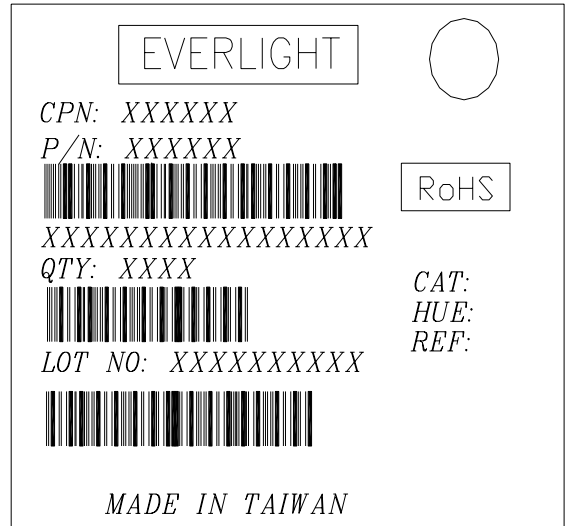 EVERLIGHT
CPN: XXXXXX
P/N: XXXXXX
RoHS
XXXXXXXXXXXXXXXXX
QTY: XXXX
CAT:
HUE:
REF:
LOT NO: XXXXXXXXXX
MADE IN TAIWAN